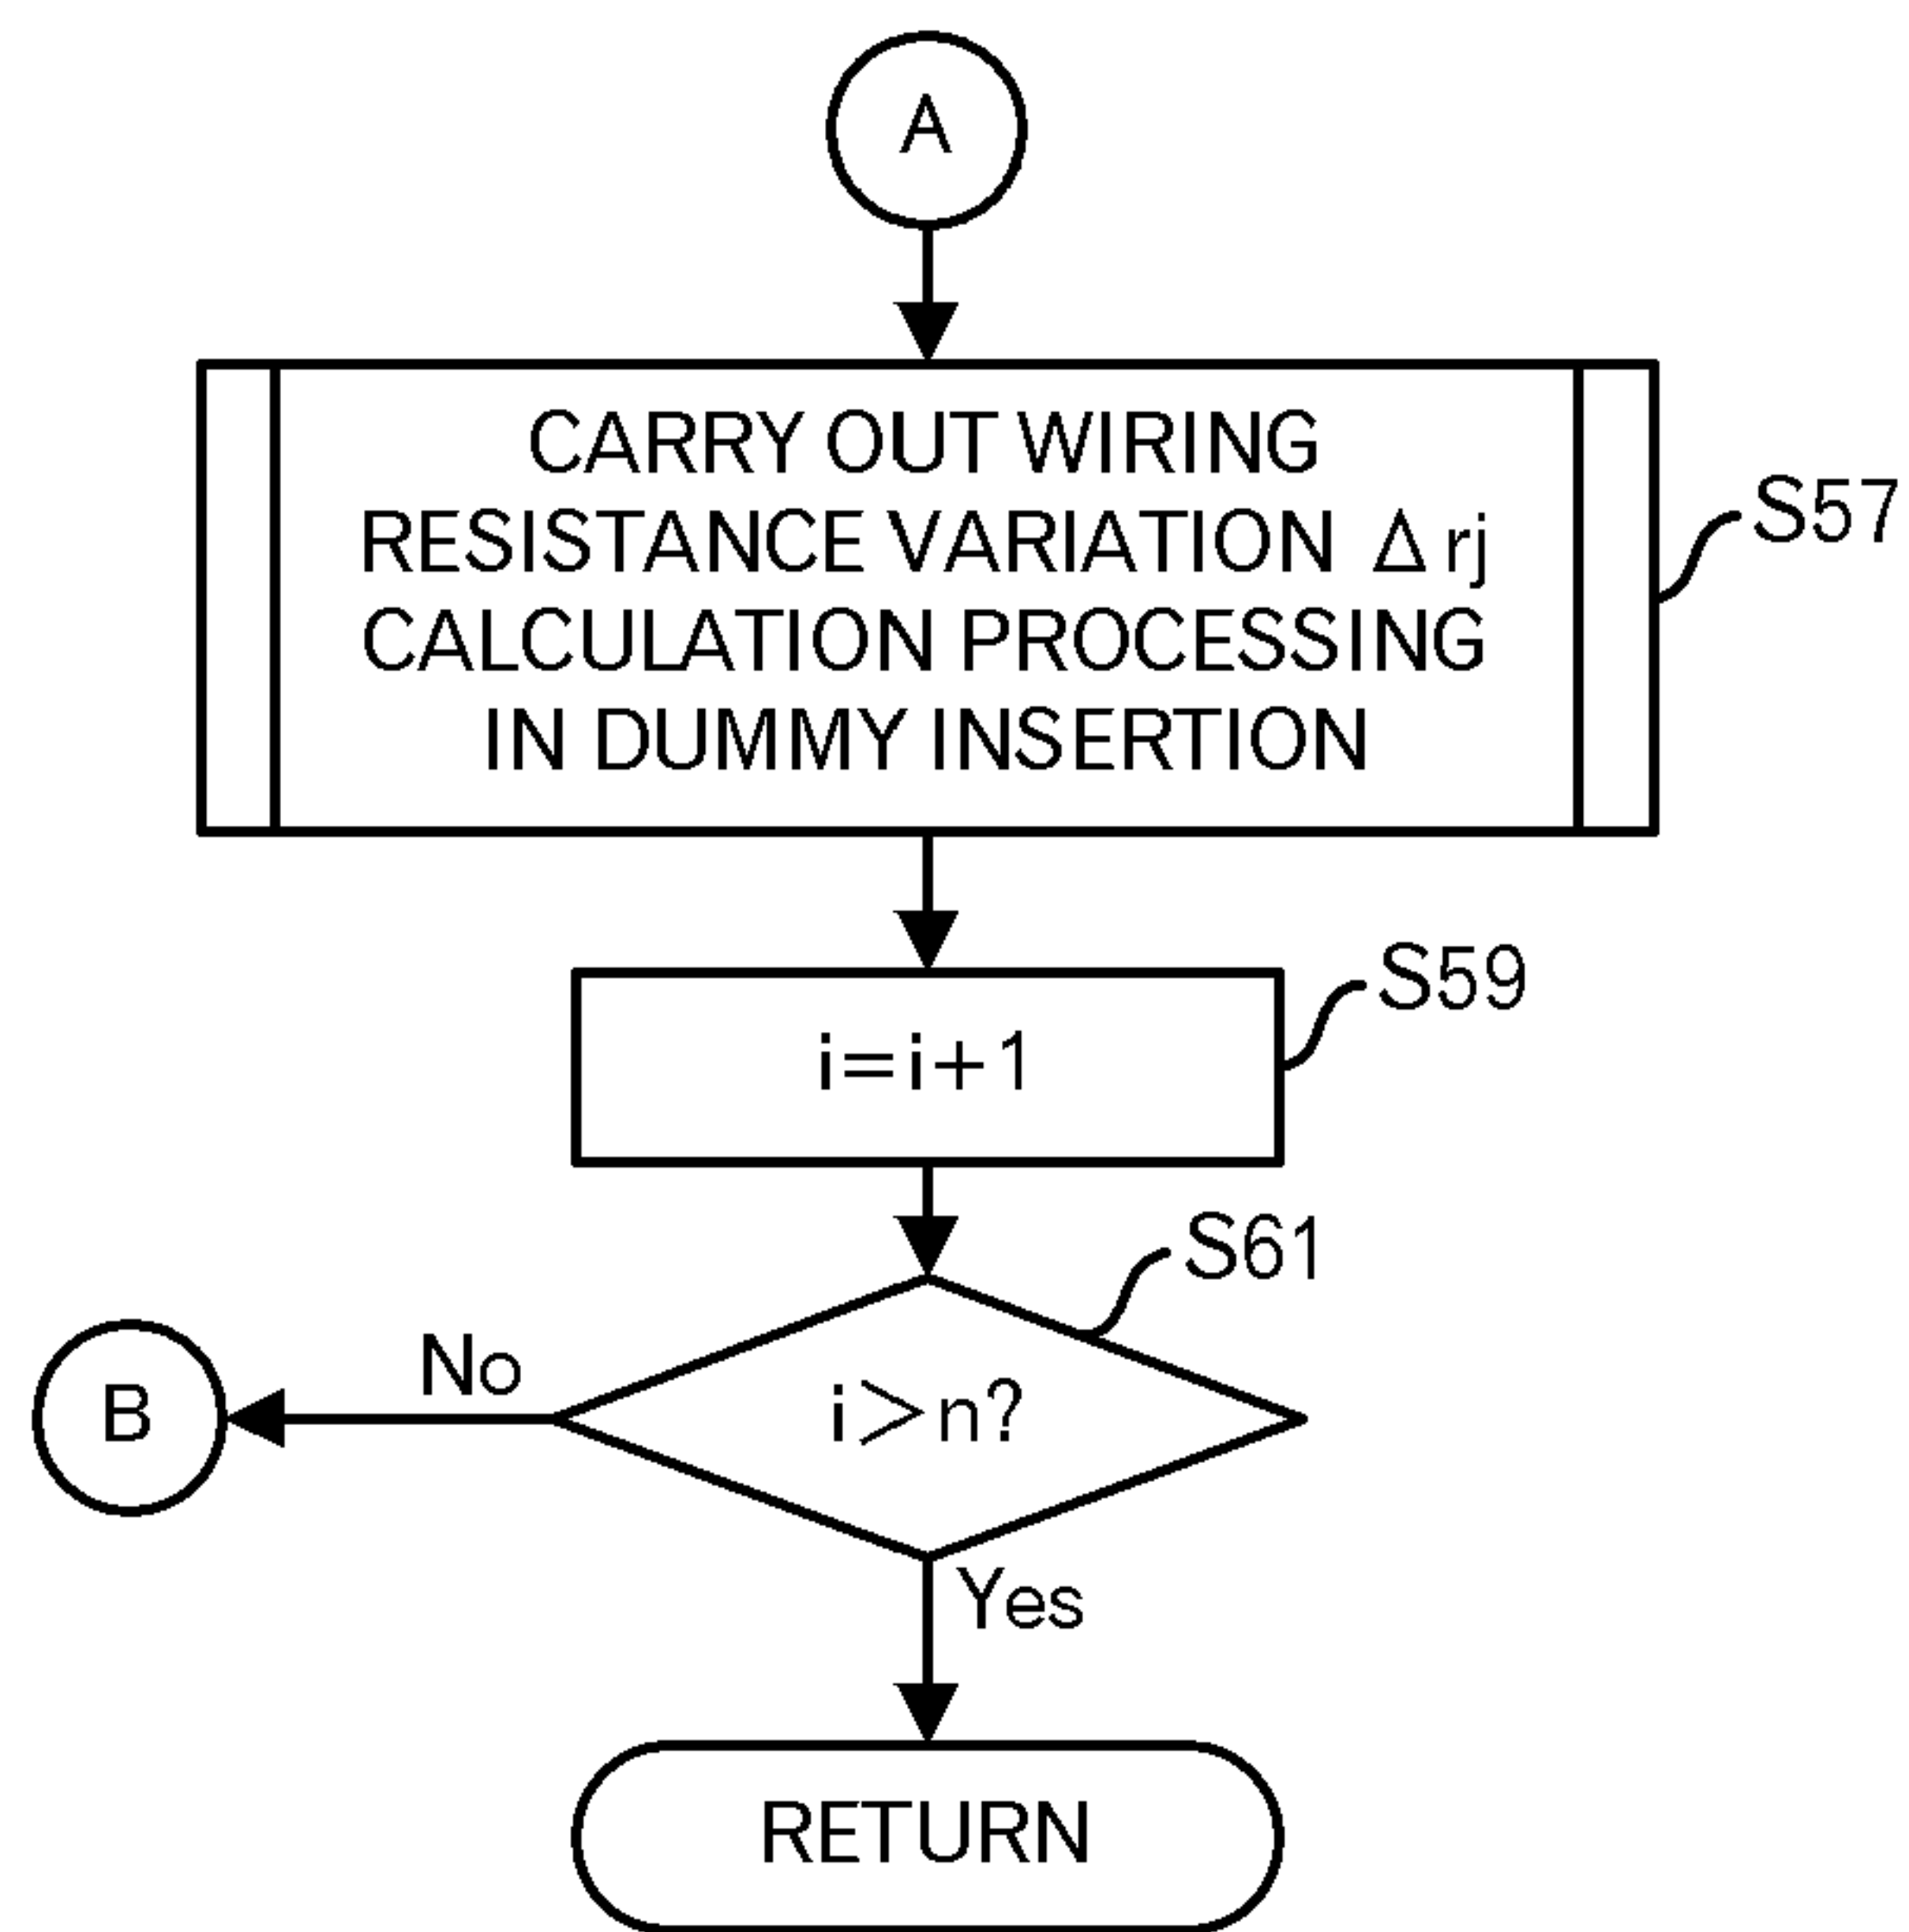 A
CARRY OUT WIRING
RESISTANCE VARIATION Δrj
CALCULATION PROCESSING
IN DUMMY INSERTION
S57
i=i+1
S59
S61
i>n?
No
B
Yes
RETURN